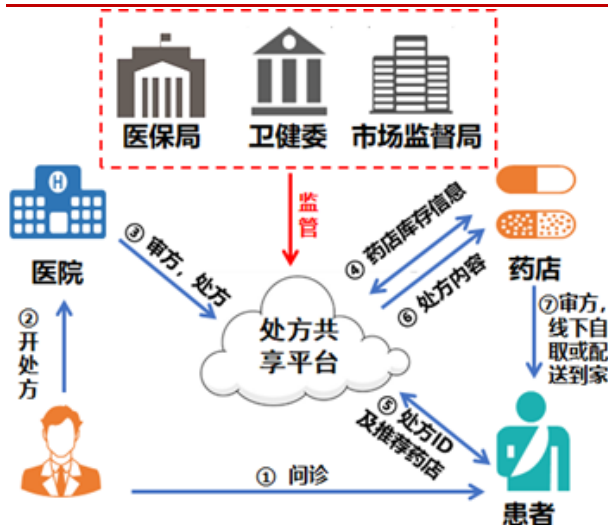 医保局
卫健委
市场监督局
监管
H
医院
③ 审方，处方
④ 药店库存信息
⑥ 处方内容
药店
②开处方
处方共
享平台
⑦审方，
线下自
取或配
送到家
⑤ 处方ID
及推荐药店
① 问诊
患者